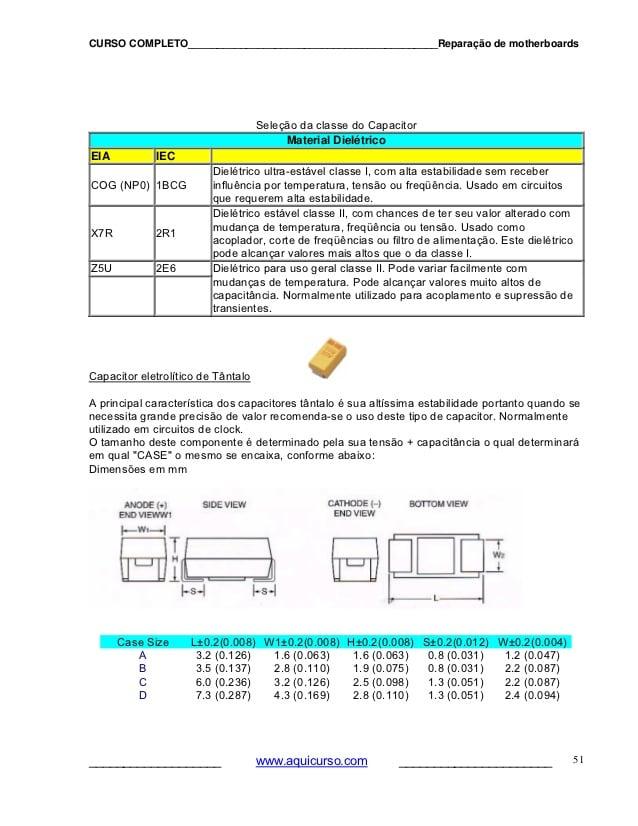 CURSO COMPLETO___________________________________________Reparação de motherboards
Seleção da classe do Capacitor
Material Dielétrico
EIA IEC
COG (NP0) 1BCG Dielétrico ultra-estável classe I, com alta estabilidade sem receber
influência por temperatura, tensão ou freqüência. Usado em circuitos
que requerem alta estabilidade.
X7R 2R1 Dielétrico estável classe II, com chances de ter seu valor alterado com
mudança de temperatura, freqüência ou tensão. Usado como
acoplador, corte de freqüências ou filtro de alimentação. Este dielétrico
pode alcançar valores mais altos que o da classe I.
Z5U 2E6 Dielétrico para uso geral classe II. Pode variar facilmente com
mudanças de temperatura. Pode alcançar valores muito altos de
capacitância. Normalmente utilizado para acoplamento e supressão de
transientes.
Capacitor eletrolítico de Tântalo
A principal característica dos capacitores tântalo é sua altíssima estabilidade portanto quando se
necessita grande precisão de valor recomenda-se o uso deste tipo de capacitor. Normalmente
utilizado em circuitos de clock.
O tamanho deste componente é determinado pela sua tensão + capacitância o qual determinará
em qual "CASE" o mesmo se encaixa, conforme abaixo:
Dimensões em mm
ANODE (+) SIDE VIEW CATHODE (–) BOTTOM VIEW
END VIEWW1 END VIEW
W1 H W2
S S L
Case Size L±0.2(0.008) W1±0.2(0.008) H±0.2(0.008) S±0.2(0.012) W±0.2(0.004)
A 3.2 (0.126) 1.6 (0.063) 1.6 (0.063) 0.8 (0.031) 1.2 (0.047)
B 3.5 (0.137) 2.8 (0.110) 1.9 (0.075) 0.8 (0.031) 2.2 (0.087)
C 6.0 (0.236) 3.2 (0.126) 2.5 (0.098) 1.3 (0.051) 2.2 (0.087)
D 7.3 (0.287) 4.3 (0.169) 2.8 (0.110) 1.3 (0.051) 2.4 (0.094)
___________________ www.aquicurso.com ______________________ 51